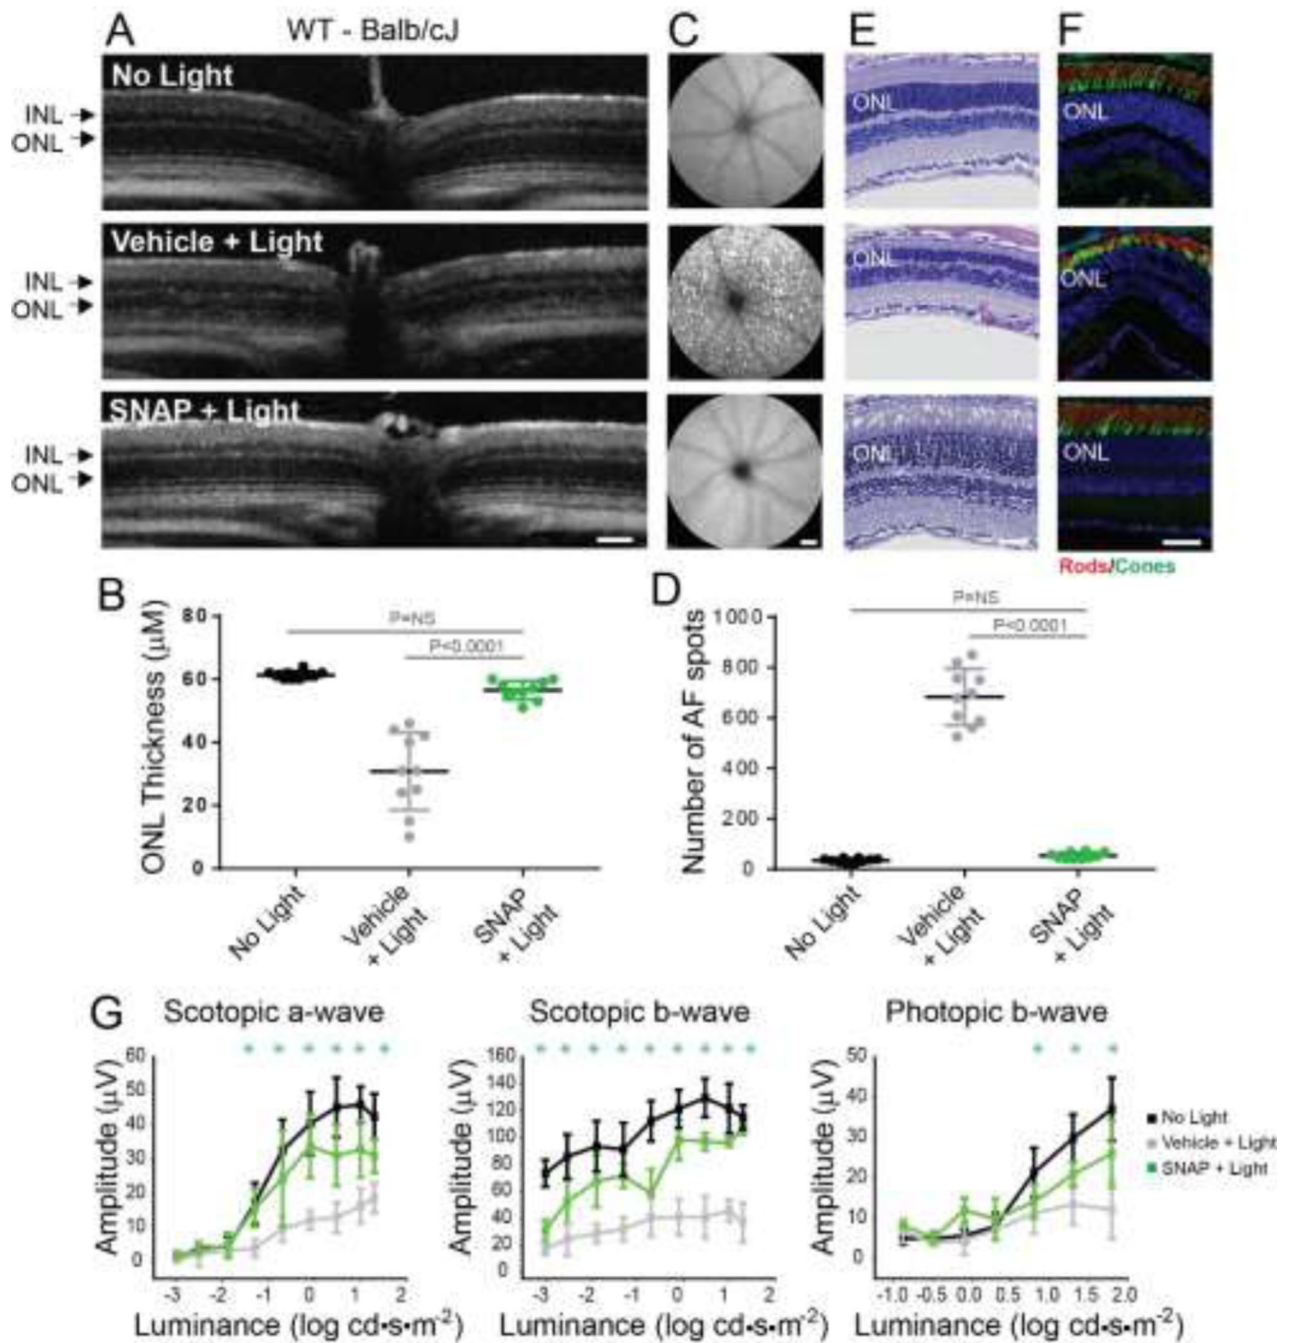 A WT - Balb/cJ C E F
No Light
INL
ONL
ONL
ONL
Vehicle + Light
INL
ONL
ONL
ONL
SNAP + Light
INL
ONL
ONL
ONL
Rods/Cones
B
ONL Thickness (μM)
80
60
40
20
0
P=NS
P<0.0001
No Light
Vehicle
+ Light
SNAP
+ Light
D
Number of AF spots
1000
800
600
400
200
0
P=NS
P<0.0001
No Light
Vehicle
+ Light
SNAP
+ Light
G
Scotopic a-wave
Amplitude (μV)
60
50
40
30
20
10
0
-3 -2 -1 0 1 2
Luminance (log cd•s•m-2)
Scotopic b-wave
Amplitude (μV)
160
140
120
100
80
60
40
20
0
-3 -2 -1 0 1 2
Luminance (log cd•s•m-2)
Photopic b-wave
Amplitude (μV)
50
40
30
20
10
0
-1.0 -0.5 0.0 0.5 1.0 1.5 2.0
Luminance (log cd•s•m-2)
No Light
Vehicle + Light
SNAP + Light